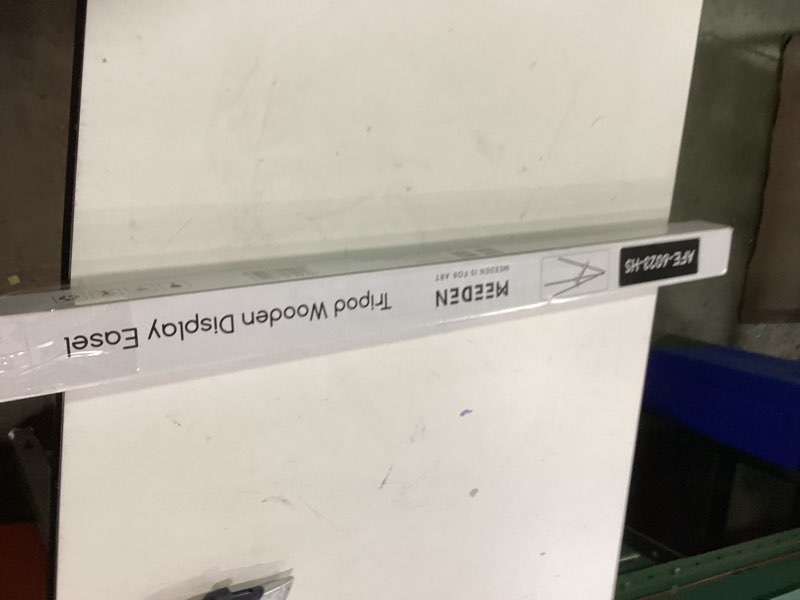 AFE-6023-HS
MEEDEN
MEEDEN IS FOR ART
Tripod Wooden Display Easel